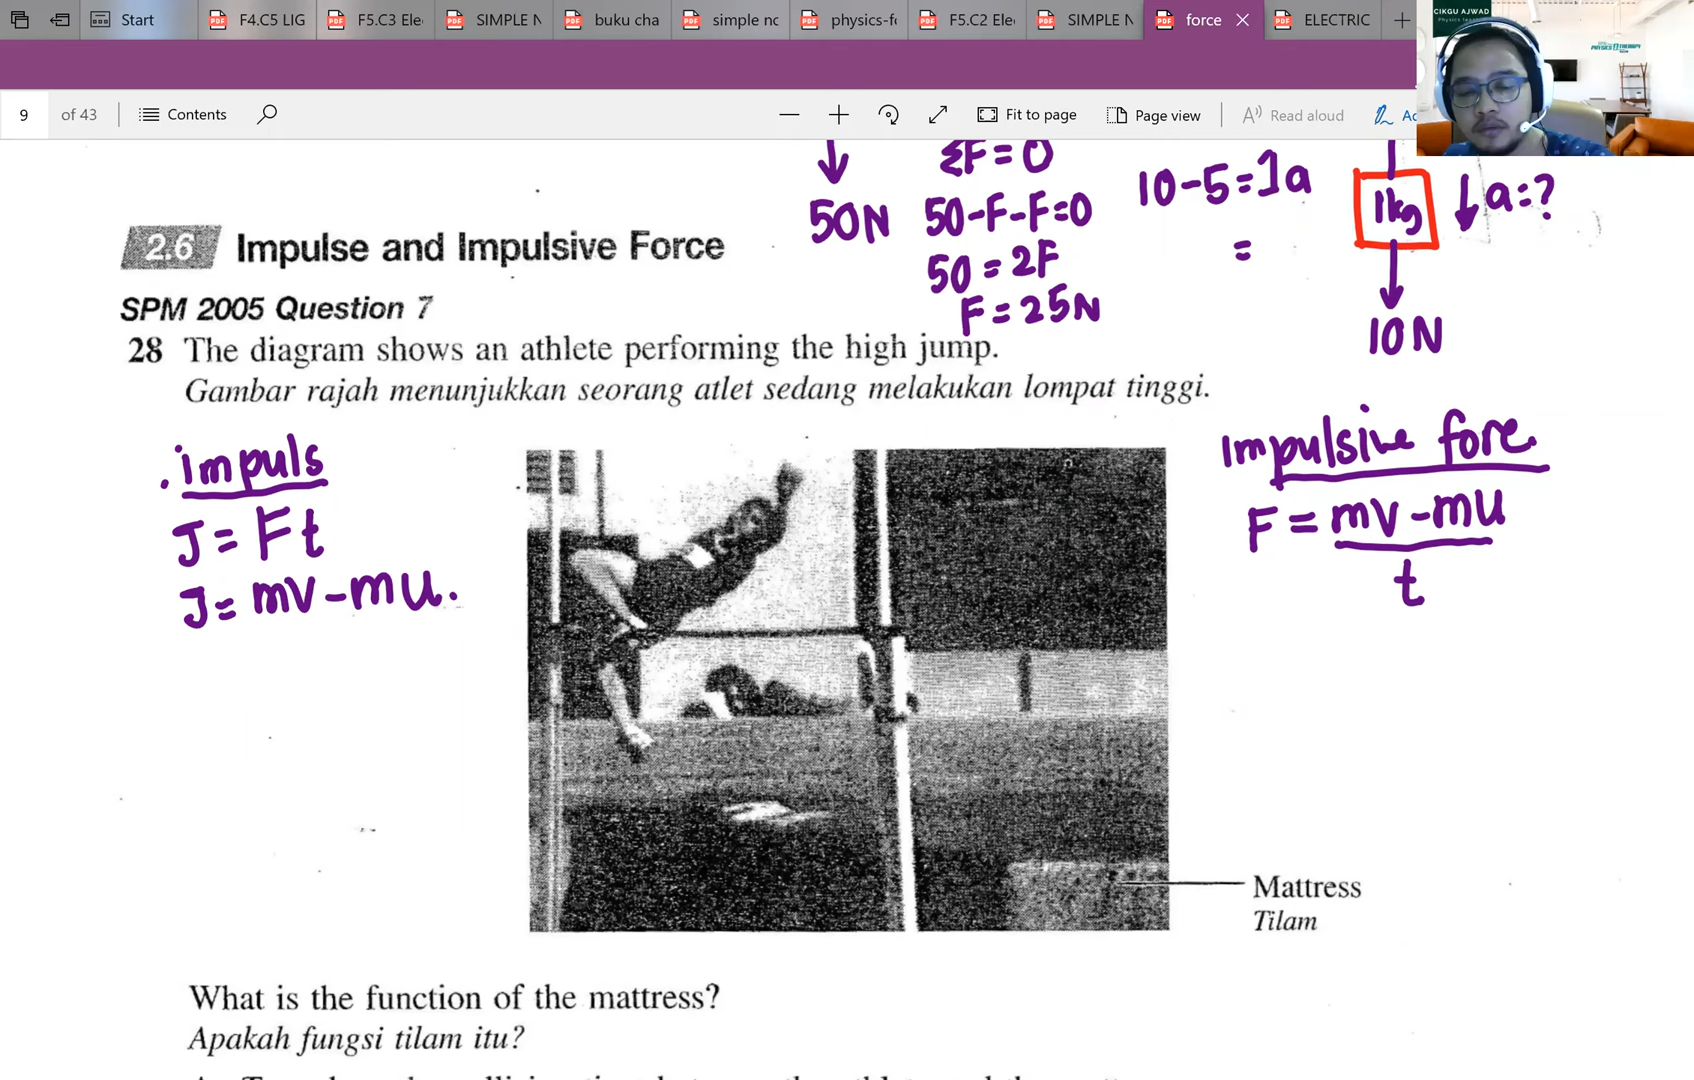 Start
F4.C5 LIG
F5.C3 Ele
SIMPLE N
buku cha
simple nc
physics-fo
F5.C2 Ele
SIMPLE N
force
ELECTRIC
CIKGU AJWAD
9 of 43
Contents
Fit to page
Page view
Read aloud
ΣF = 0
50N
50-F-F=0
50 = 2F
F = 25N
10-5=1a
=
1kg
a=?
10N
2.6 Impulse and Impulsive Force
SPM 2005 Question 7
28 The diagram shows an athlete performing the high jump.
Gambar rajah menunjukkan seorang atlet sedang melakukan lompat tinggi.
impuls
J = Ft
J = mv - mu.
Impulsive fore
F = mv - mu
t
Mattress
Tilam
What is the function of the mattress?
Apakah fungsi tilam itu?